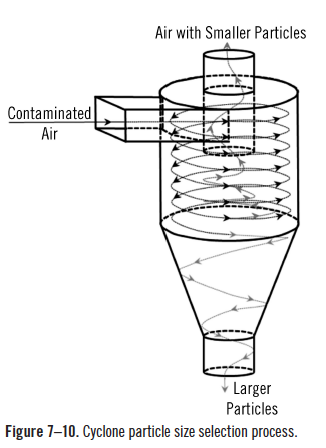 Air with Smaller Particles
Contaminated
Air
Larger
Particles
Figure 7–10. Cyclone particle size selection process.